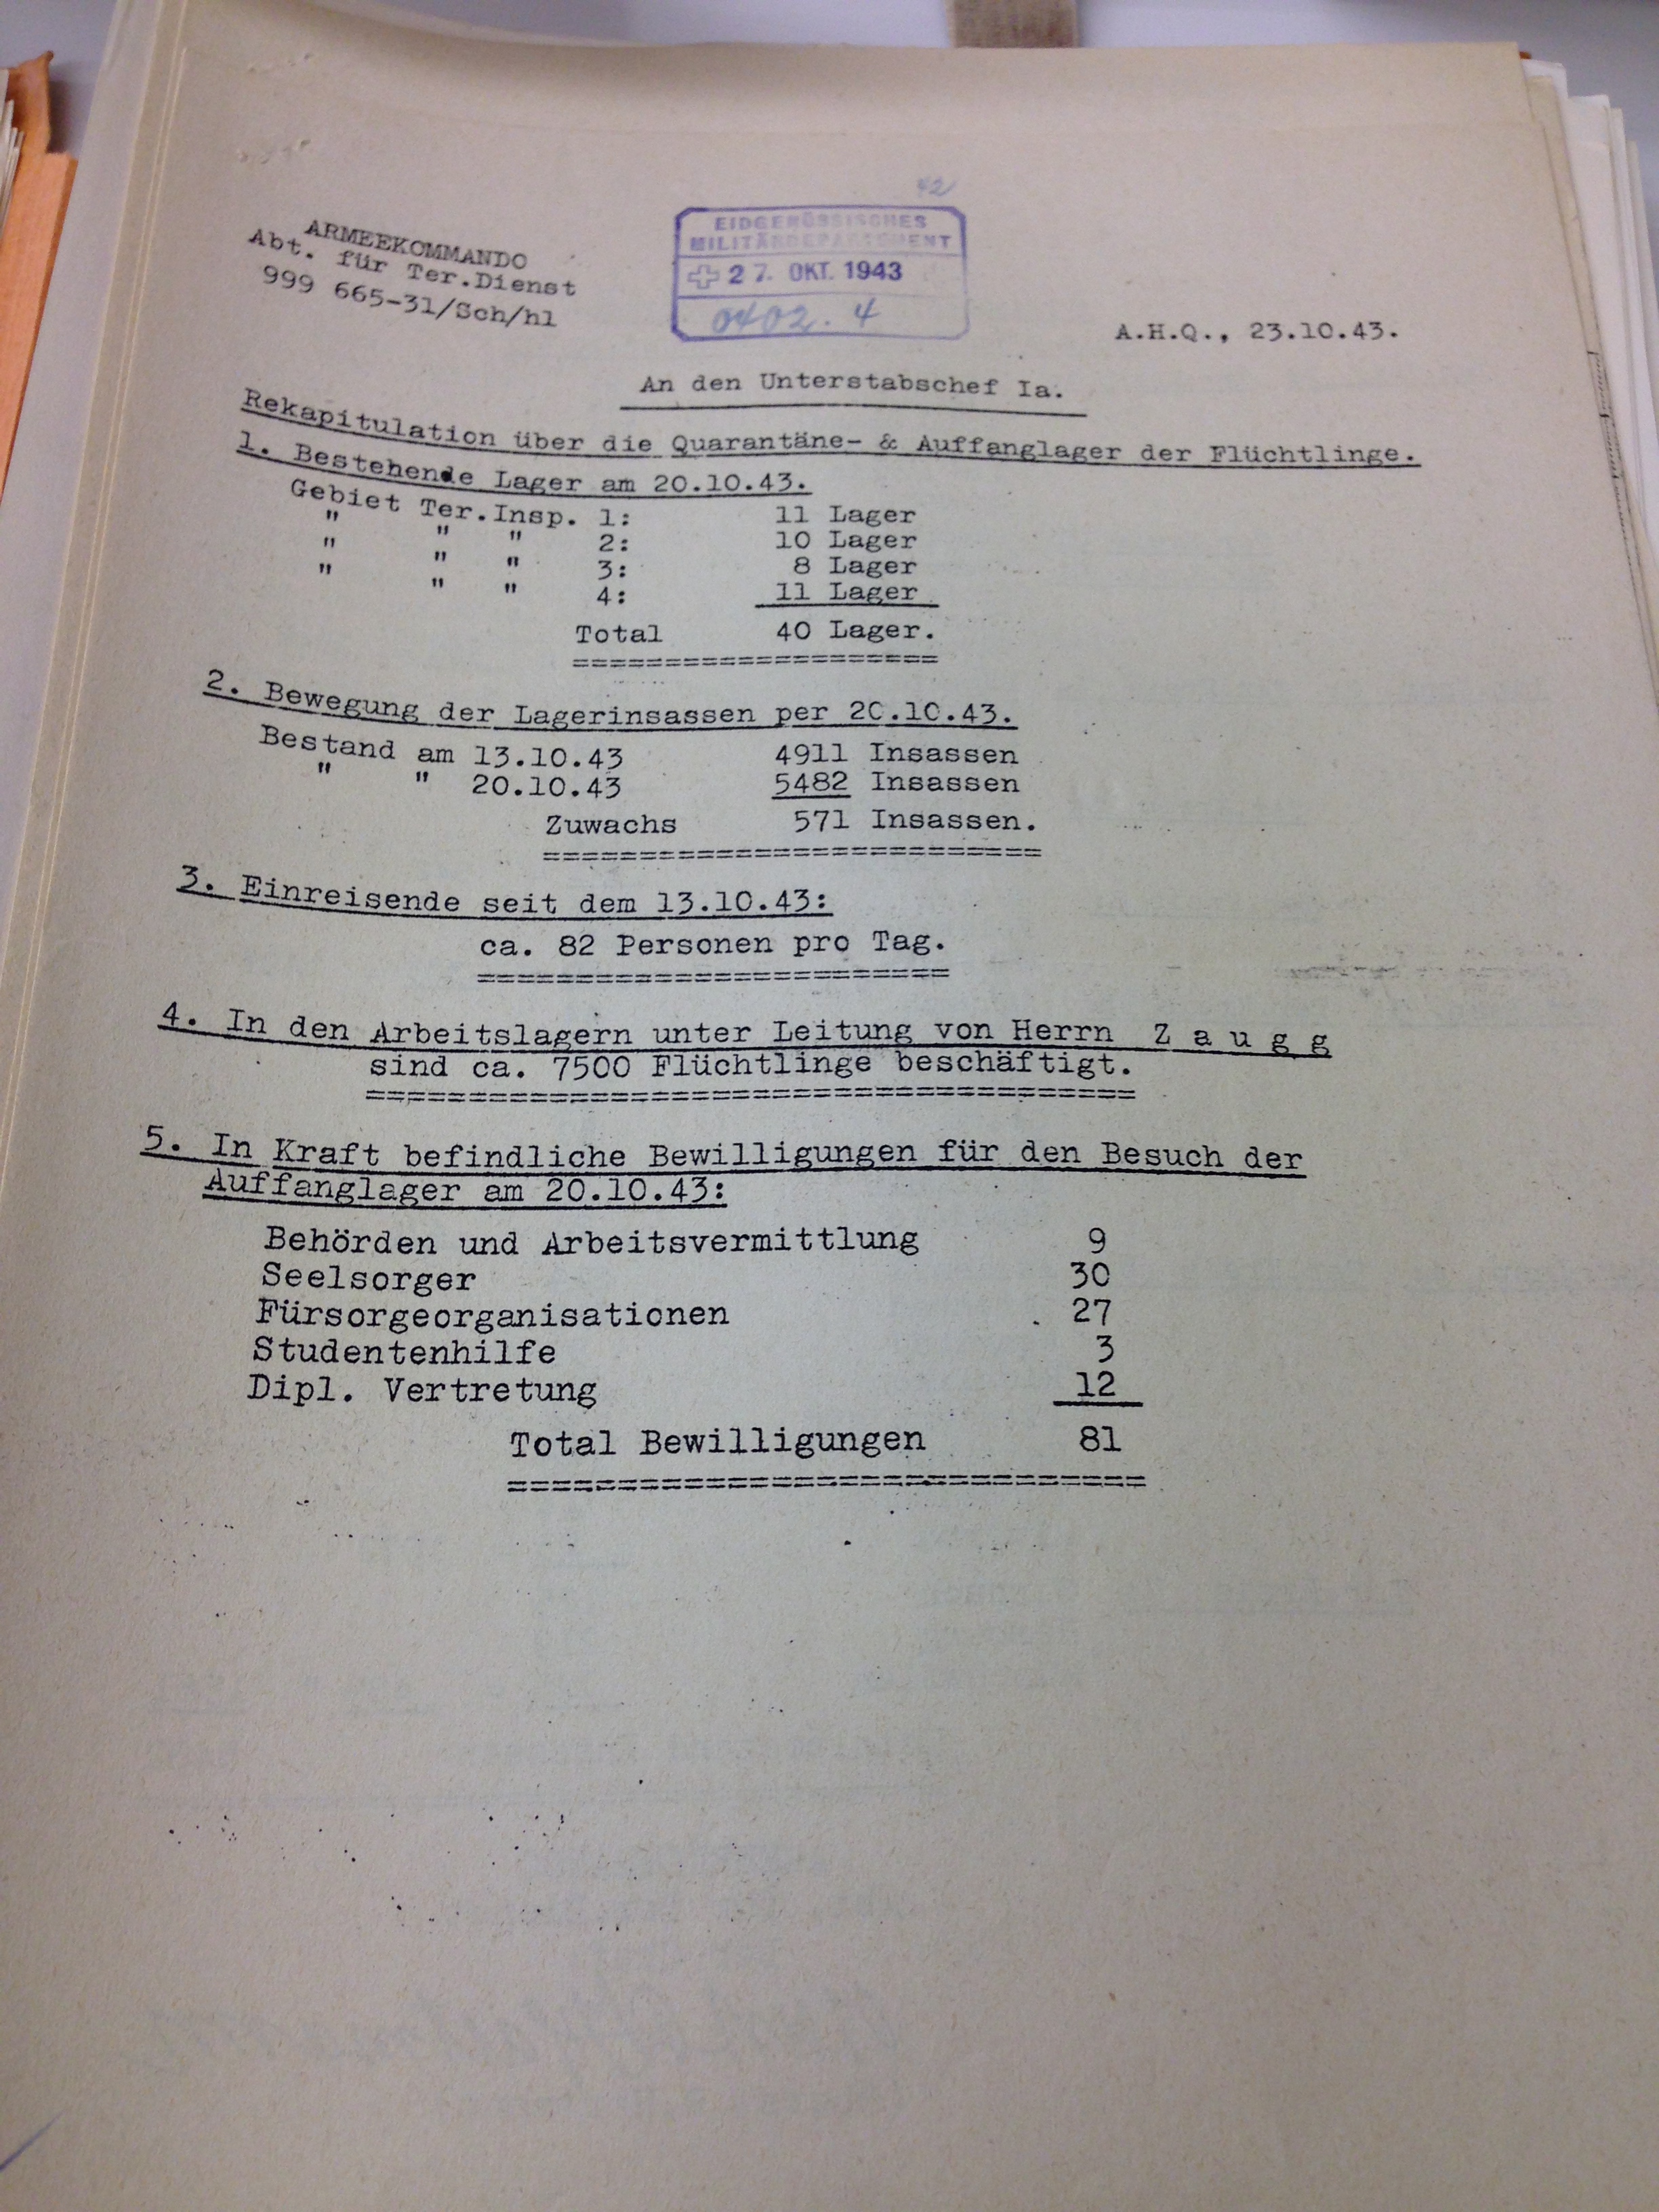 42
ARMEEKOMMANDO
Abt. für Ter.Dienst
999 665-31/Sch/hl
EIDGENÖSSISCHES
MILITÄRDEPARTEMENT
27. OKT. 1943
0402. 4
A.H.Q., 23.10.43.
An den Unterstabschef Ia.
Rekapitulation über die Quarantäne- & Auffanglager der Flüchtlinge.
1. Bestehende Lager am 20.10.43.
Gebiet Ter.Insp. 1: 11 Lager
" " " 2: 10 Lager
" " " 3: 8 Lager
" " " 4: 11 Lager
Total 40 Lager.
====================
2. Bewegung der Lagerinsassen per 20.10.43.
Bestand am 13.10.43 4911 Insassen
" " 20.10.43 5482 Insassen
Zuwachs 571 Insassen.
==========================
3. Einreisende seit dem 13.10.43:
ca. 82 Personen pro Tag.
========================
4. In den Arbeitslagern unter Leitung von Herrn Z a u g g
sind ca. 7500 Flüchtlinge beschäftigt.
======================================
5. In Kraft befindliche Bewilligungen für den Besuch der
Auffanglager am 20.10.43:
Behörden und Arbeitsvermittlung 9
Seelsorger 30
Fürsorgeorganisationen 27
Studentenhilfe 3
Dipl. Vertretung 12
Total Bewilligungen 81
=============================